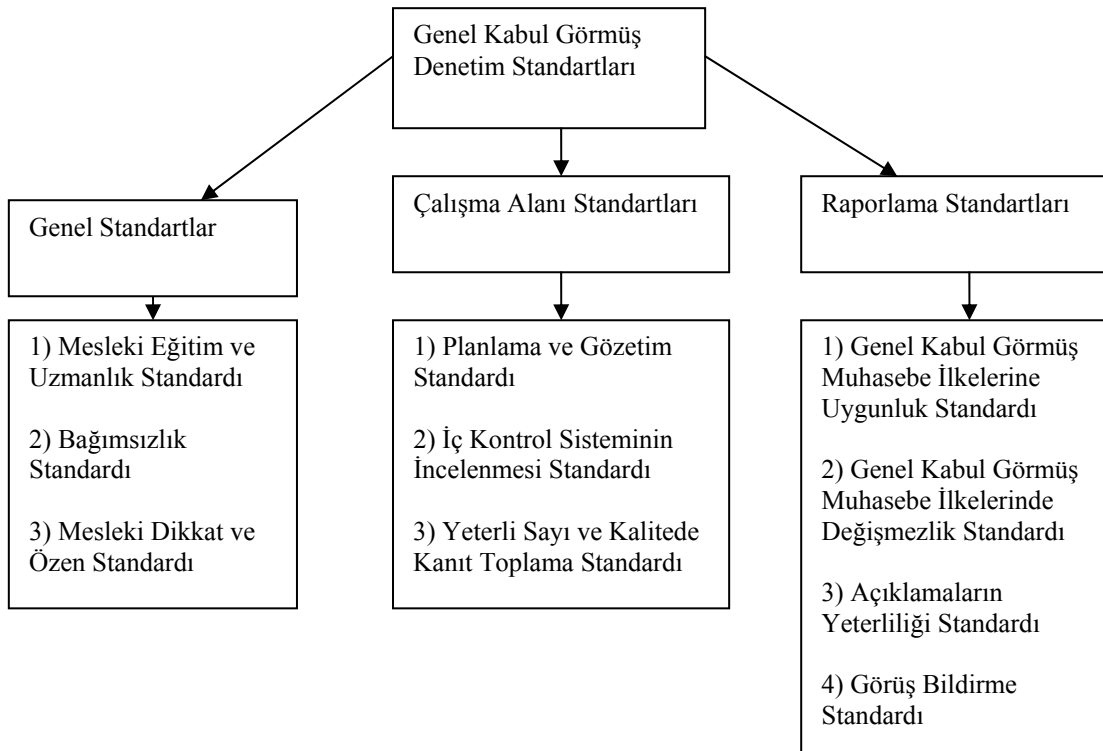 Genel Kabul Görmüş
Denetim Standartları
Genel Standartlar
Çalışma Alanı Standartları
Raporlama Standartları
1) Mesleki Eğitim ve
Uzmanlık Standardı
2) Bağımsızlık
Standardı
3) Mesleki Dikkat ve
Özen Standardı
1) Planlama ve Gözetim
Standardı
2) İç Kontrol Sisteminin
İncelenmesi Standardı
3) Yeterli Sayı ve Kalitede
Kanıt Toplama Standardı
1) Genel Kabul Görmüş
Muhasebe İlkelerine
Uygunluk Standardı
2) Genel Kabul Görmüş
Muhasebe İlkelerinde
Değişmezlik Standardı
3) Açıklamaların
Yeterliliği Standardı
4) Görüş Bildirme
Standardı